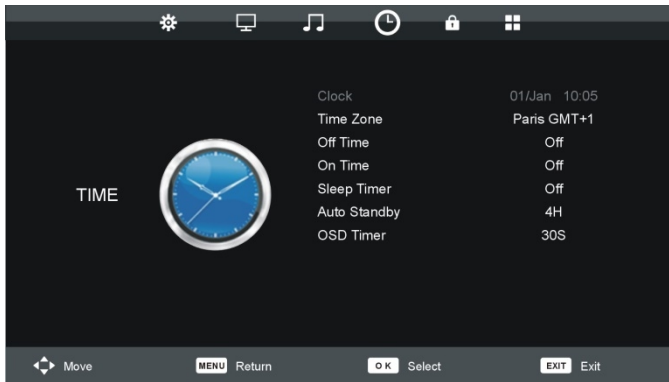 Clock 01/Jan 10:05
Time Zone Paris GMT+1
Off Time Off
On Time Off
Sleep Timer Off
TIME
Auto Standby 4H
OSD Timer 30S
Move MENU Return OK Select EXIT Exit